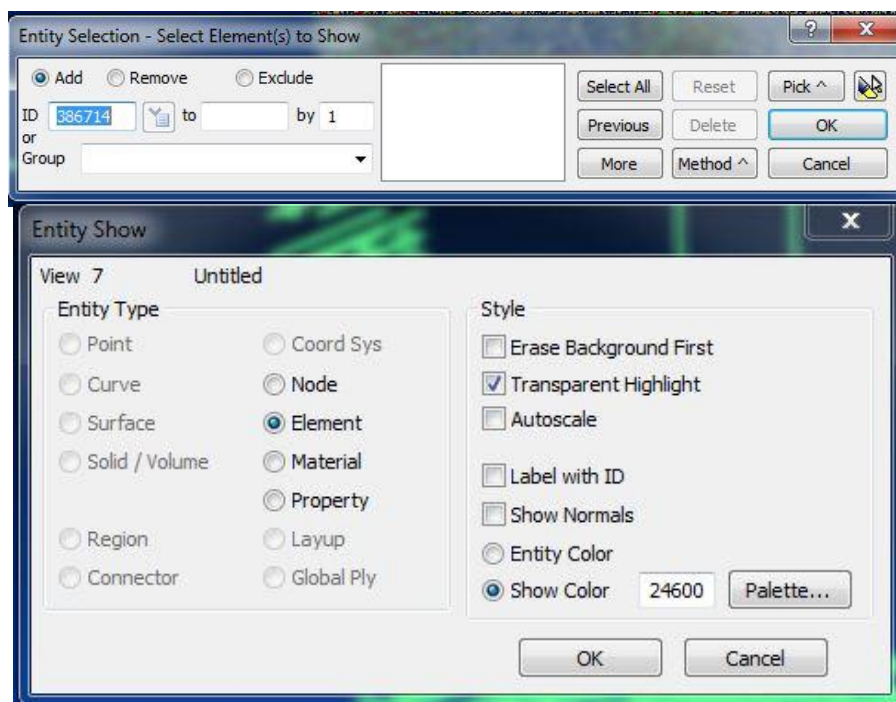 Entity Selection - Select Element(s) to Show
? X
Add Remove Exclude
Select All Reset Pick ^
ID 386714 to by 1
or
Previous Delete OK
Group
More Method ^ Cancel
Entity Show
X
View 7 Untitled
Entity Type
Point Coord Sys
Curve Node
Surface Element
Solid / Volume Material
Property
Region Layup
Connector Global Ply
Style
Erase Background First
Transparent Highlight
Autoscale
Label with ID
Show Normals
Entity Color
Show Color 24600 Palette...
OK Cancel